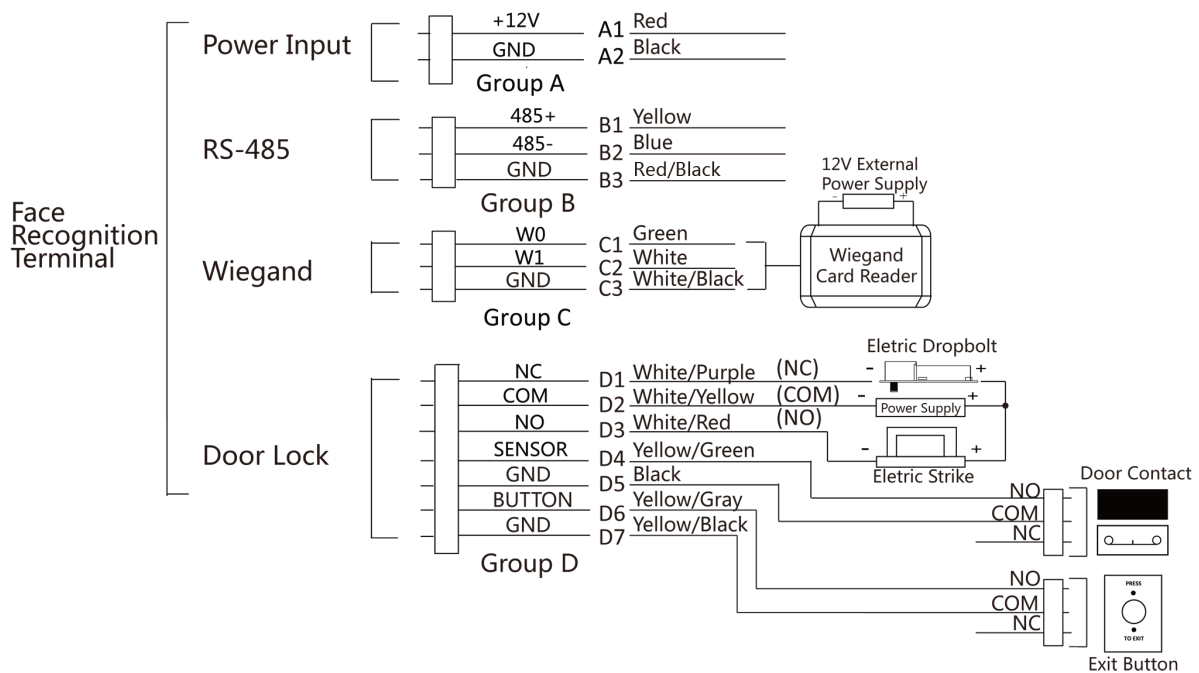 Face
Recognition
Terminal
Power Input
+12V
A1
Red
GND
A2
Black
Group A
RS-485
485+
B1
Yellow
485-
B2
Blue
GND
B3
Red/Black
Group B
Wiegand
W0
C1
Green
W1
C2
White
GND
C3
White/Black
Group C
12V External
Power Supply
- +
Wiegand
Card Reader
Door Lock
NC
D1
White/Purple
(NC)
COM
D2
White/Yellow
(COM)
NO
D3
White/Red
(NO)
SENSOR
D4
Yellow/Green
GND
D5
Black
BUTTON
D6
Yellow/Gray
GND
D7
Yellow/Black
Group D
Eletric Dropbolt
- +
- Power Supply +
- +
Eletric Strike
Door Contact
NO
COM
NC
NO
COM
NC
PRESS
TO EXIT
Exit Button